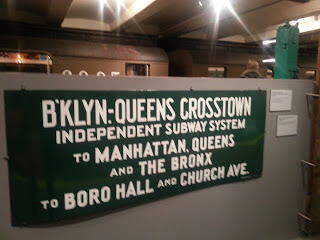 B'KLYN-QUEENS CROSSTOWN
INDEPENDENT SUBWAY SYSTEM
TO MANHATTAN, QUEENS
AND THE BRONX
TO BORO HALL AND CHURCH AVE.